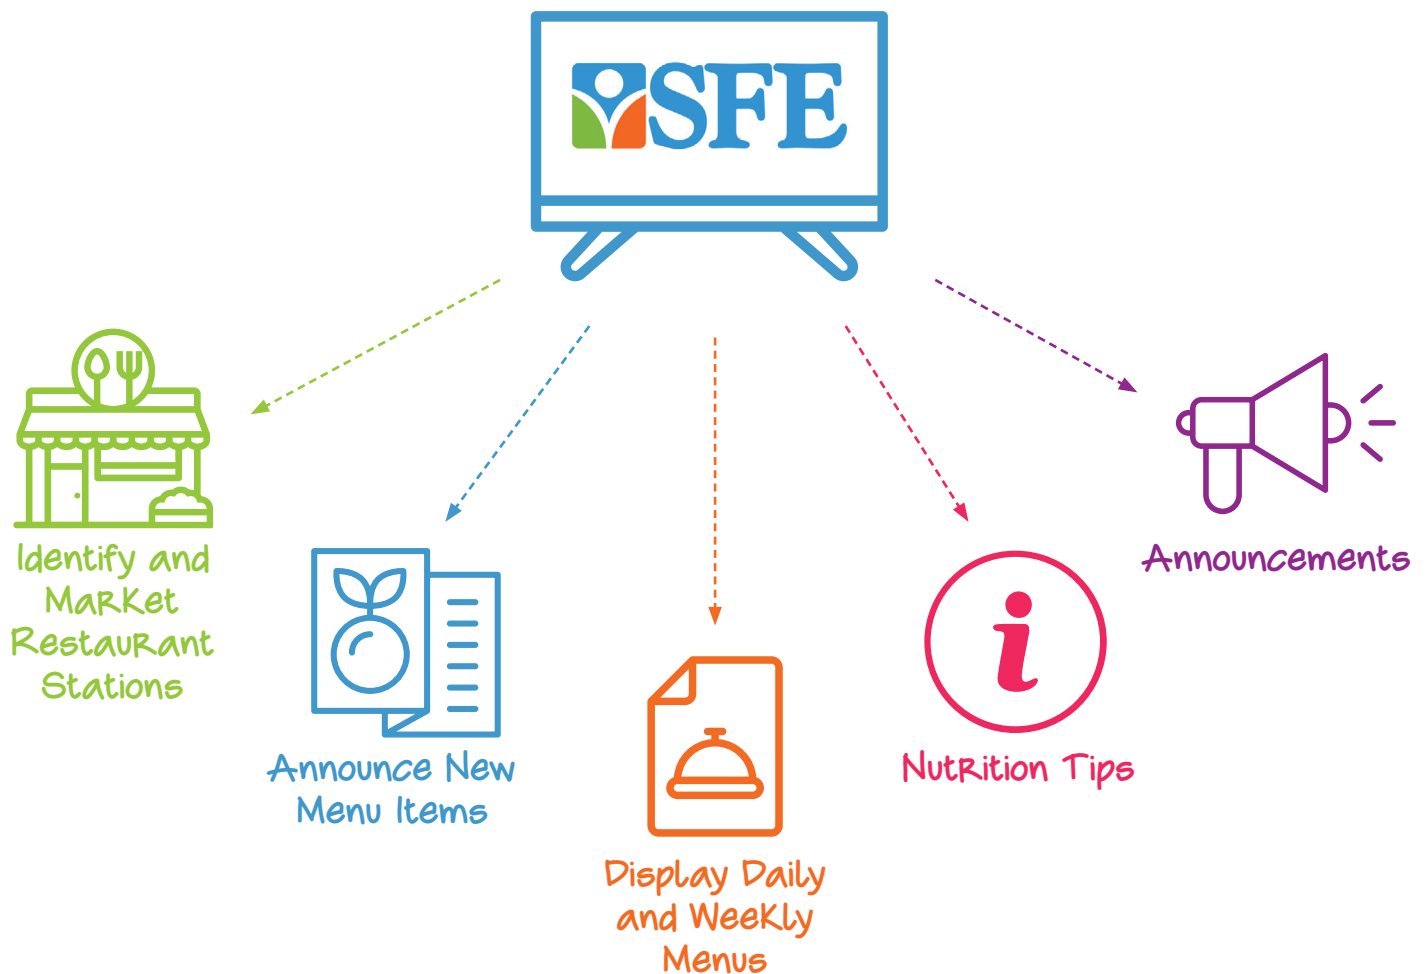 SFE
Identify and
Market
Restaurant
Stations
Announce New
Menu Items
Display Daily
and Weekly
Menus
Nutrition Tips
Announcements